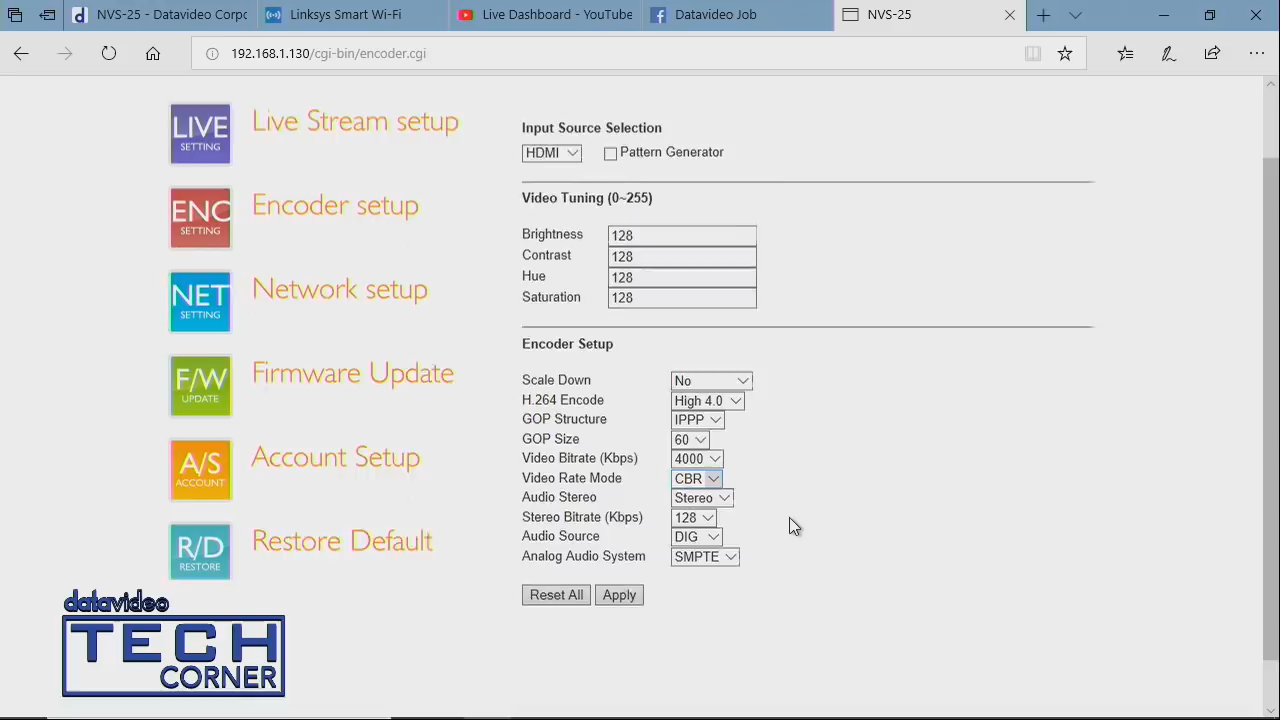 NVS-25 - Datavideo Corpo
Linksys Smart Wi-Fi
Live Dashboard - YouTube
Datavideo Job
NVS-25
192.168.1.130/cgi-bin/encoder.cgi
LIVE
SETTING
Live Stream setup
ENC
SETTING
Encoder setup
NET
SETTING
Network setup
F/W
UPDATE
Firmware Update
A/S
ACCOUNT
Account Setup
R/D
RESTORE
Restore Default
Input Source Selection
HDMI Pattern Generator
Video Tuning (0~255)
Brightness 128
Contrast 128
Hue 128
Saturation 128
Encoder Setup
Scale Down No
H.264 Encode High 4.0
GOP Structure IPPP
GOP Size 60
Video Bitrate (Kbps) 4000
Video Rate Mode CBR
Audio Stereo Stereo
Stereo Bitrate (Kbps) 128
Audio Source DIG
Analog Audio System SMPTE
Reset All Apply
datavideo
TECH
CORNER